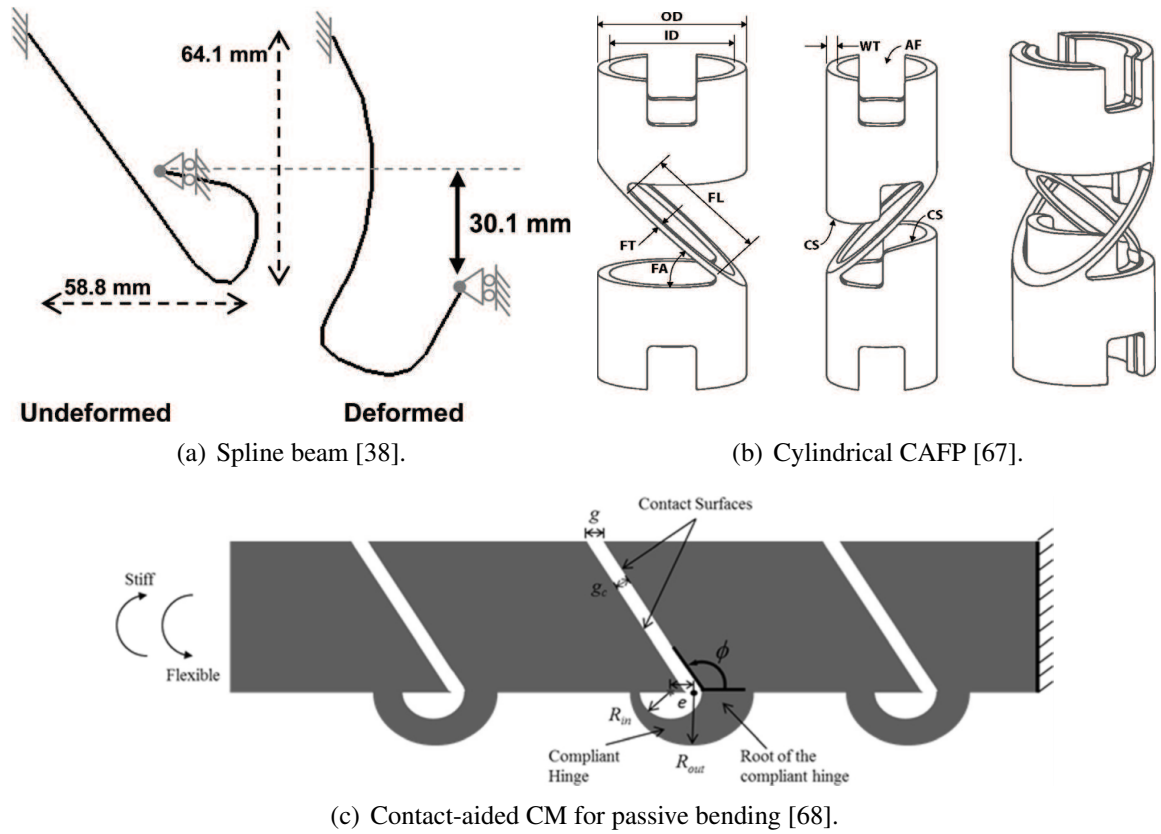 64.1 mm
58.8 mm
30.1 mm
Undeformed
Deformed
(a) Spline beam [38].
OD
ID
FL
FT
FA
WT
AF
CS
CS
(b) Cylindrical CAFP [67].
Contact Surfaces
g
g_c
Stiff
Flexible
ϕ
e
R_in
R_out
Compliant
Hinge
Root of the
compliant hinge
(c) Contact-aided CM for passive bending [68].